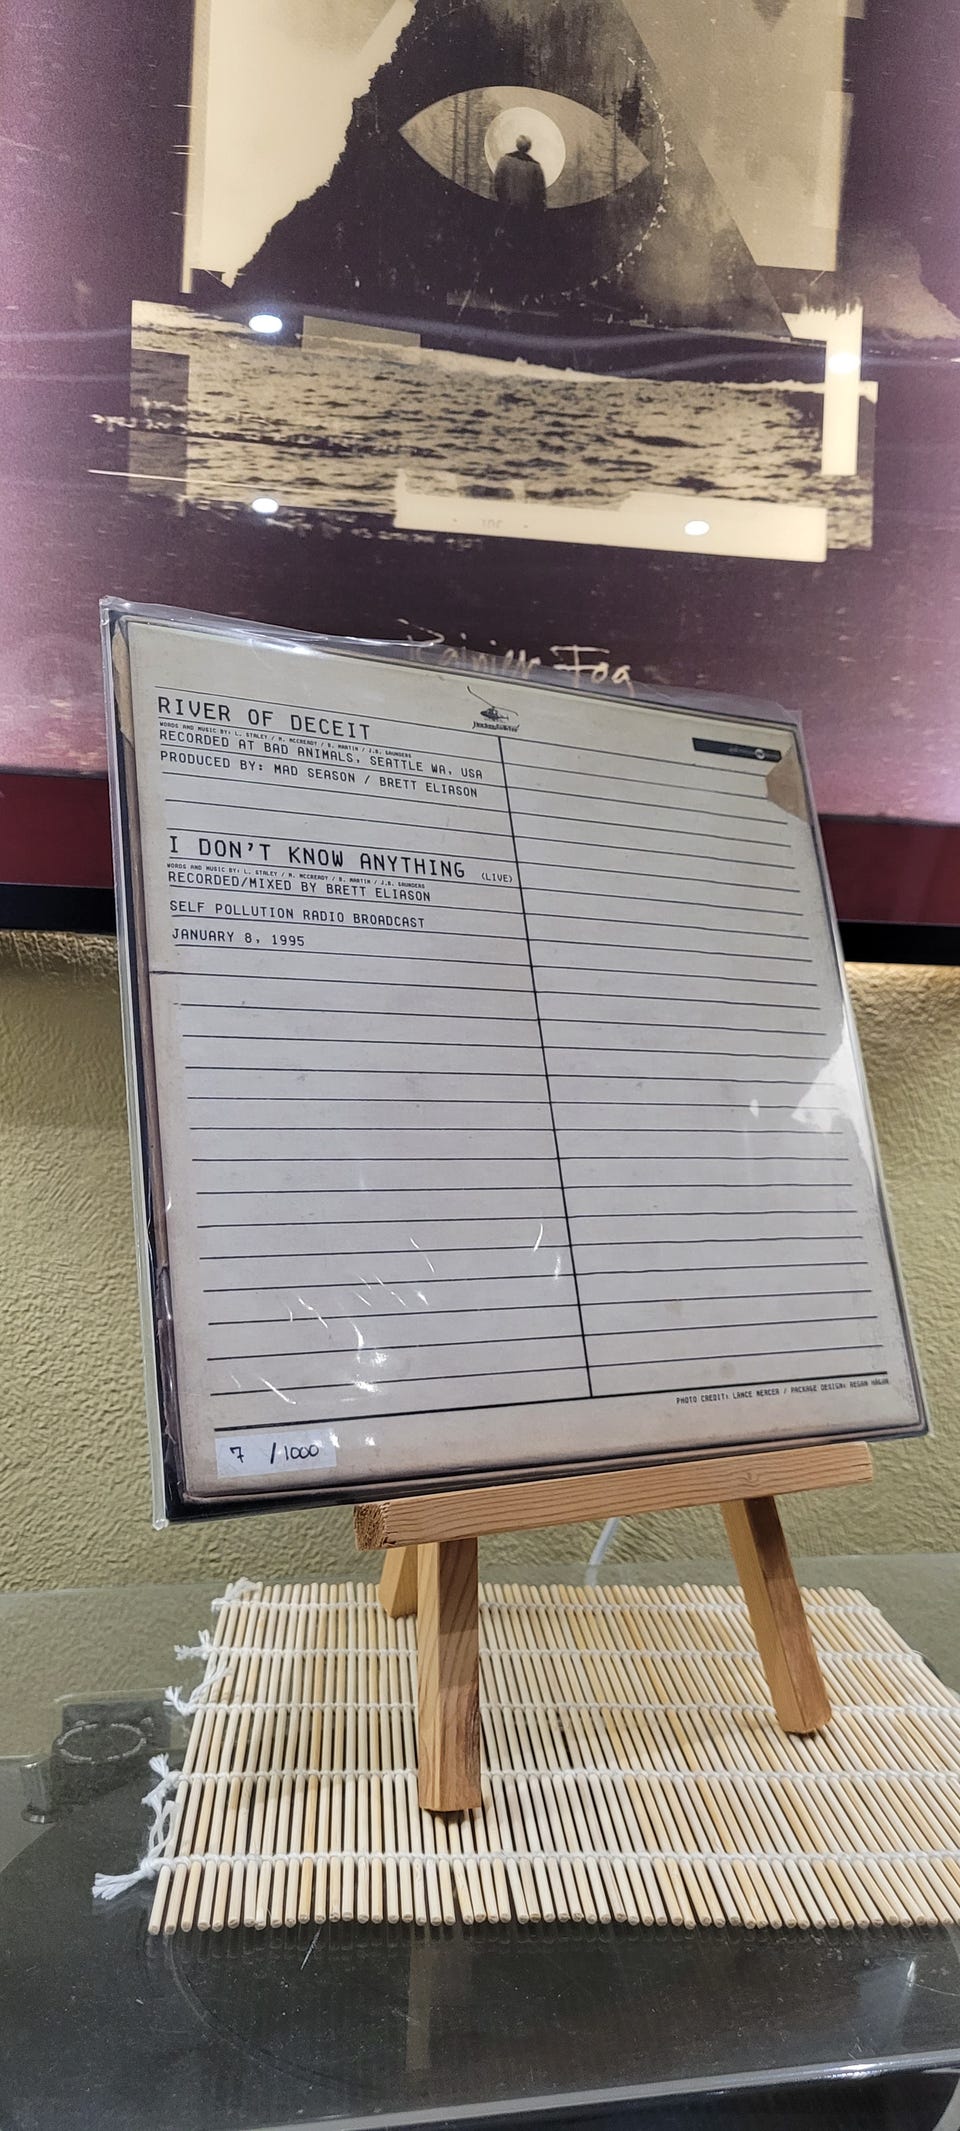 Rainier Fog
RIVER OF DECEIT
WORDS AND MUSIC BY: L. STALEY / M. MCCREADY / B. MARTIN / J.B. SAUNDERS
RECORDED AT BAD ANIMALS, SEATTLE WA, USA
PRODUCED BY: MAD SEASON / BRETT ELIASON
I DON'T KNOW ANYTHING (LIVE)
WORDS AND MUSIC BY: L. STALEY / M. MCCREADY / B. MARTIN / J.B. SAUNDERS
RECORDED/MIXED BY BRETT ELIASON
SELF POLLUTION RADIO BROADCAST
JANUARY 8, 1995
PHOTO CREDIT: LANCE MERCER / PACKAGE DESIGN: REGAN HAGAR
7 /1000